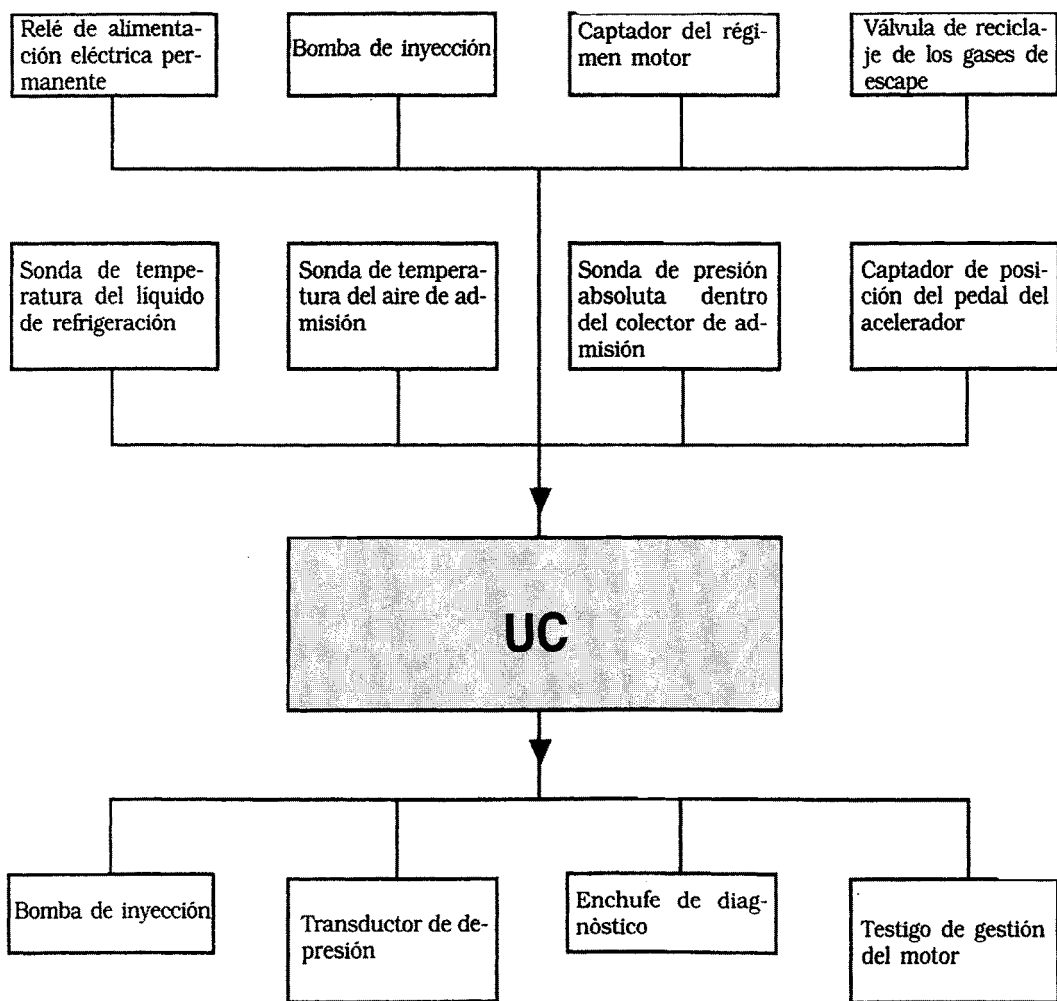 Relé de alimenta-
ción eléctrica per-
manente
Bomba de inyección
Captador del régi-
men motor
Válvula de recicla-
je de los gases de
escape
Sonda de tempe-
ratura del líquido
de refrigeración
Sonda de tempera-
tura del aire de ad-
misión
Sonda de presión
absoluta dentro
del colector de ad-
misión
Captador de posi-
ción del pedal del
acelerador
UC
Bomba de inyección
Transductor de de-
presión
Enchufe de diag-
nòstico
Testigo de gestión
del motor